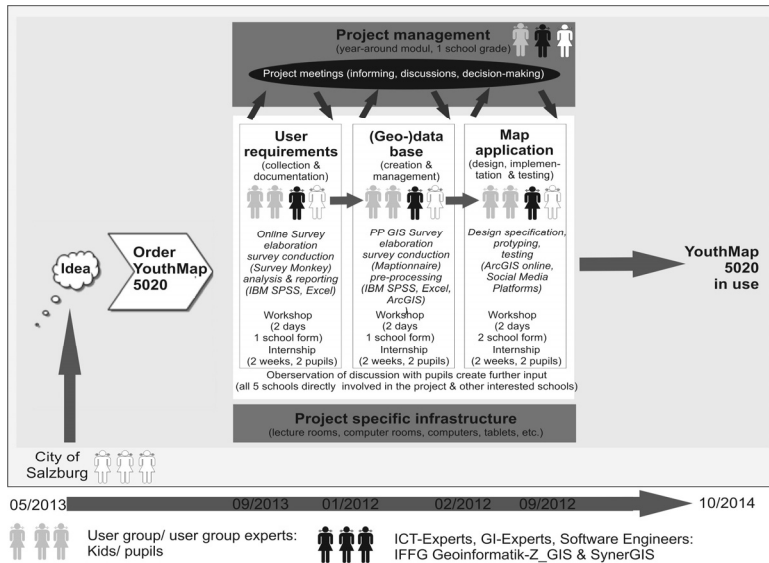 Project management
(year-around modul, 1 school grade)
Project meetings (informing, discussions, decision-making)
User
requirements
(collection &
documentation)
Online Survey
elaboration
survey conduction
(Survey Monkey)
analysis & reporting
(IBM SPSS, Excel)
Workshop
(2 days
1 school form)
Internship
(2 weeks, 2 pupils)
(Geo-)data
base
(creation &
management)
PP GIS Survey
elaboration
survey conduction
(Maptionnaire)
pre-processing
(IBM SPSS, Excel,
ArcGIS)
)
Workshop
(2 days
1 school form)
Internship
(2 weeks, 2 pupils)
Map
application
(design, implemen-
tation & testing)
Design specification,
protyping,
testing
(ArcGIS online,
Social Media
Platforms)
Workshop
(2 days
2 school form)
Internship
(2 weeks, 2 pupils)
Oberservation of discussion with pupils create further input
(all 5 schools directly involved in the project & other interested schools)
Project specific infrastructure
(lecture rooms, computer rooms, computers, tablets, etc.)
Idea
Order
YouthMap
5020
YouthMap
5020
in use
City of
Salzburg
05/2013
09/2013
01/2012
02/2012
09/2012
10/2014
User group/ user group experts:
Kids/ pupils
ICT-Experts, GI-Experts, Software Engineers:
IFFG Geoinformatik-Z_GIS & SynerGIS